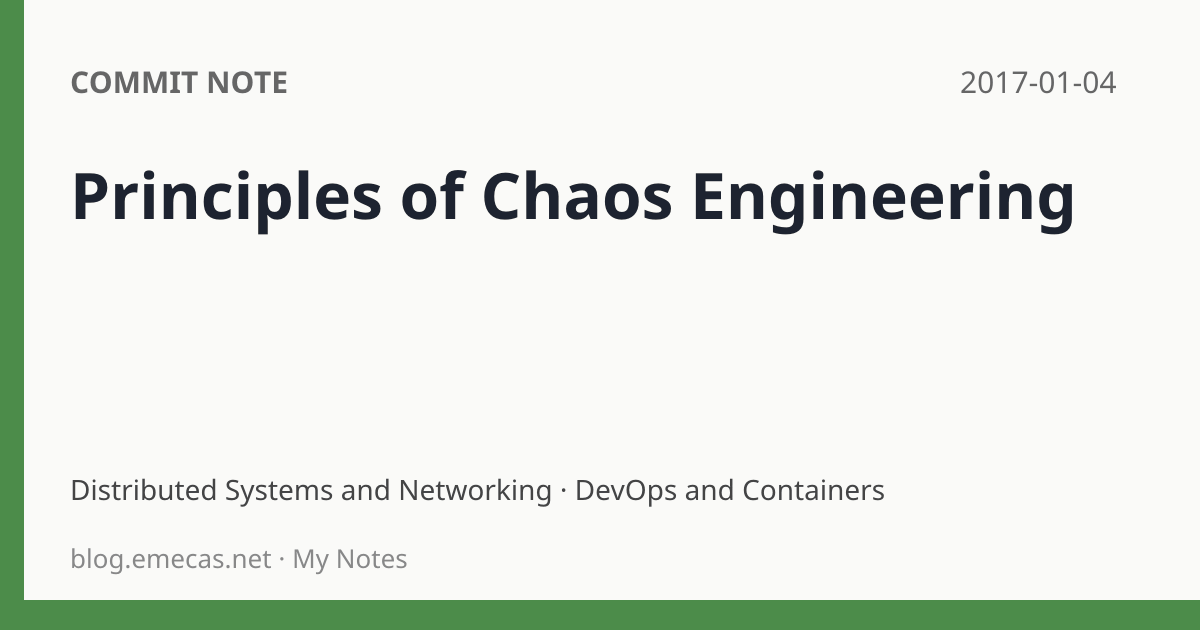 COMMIT NOTE
2017-01-04
Principles of Chaos Engineering
Distributed Systems and Networking · DevOps and Containers
blog.emecas.net · My Notes